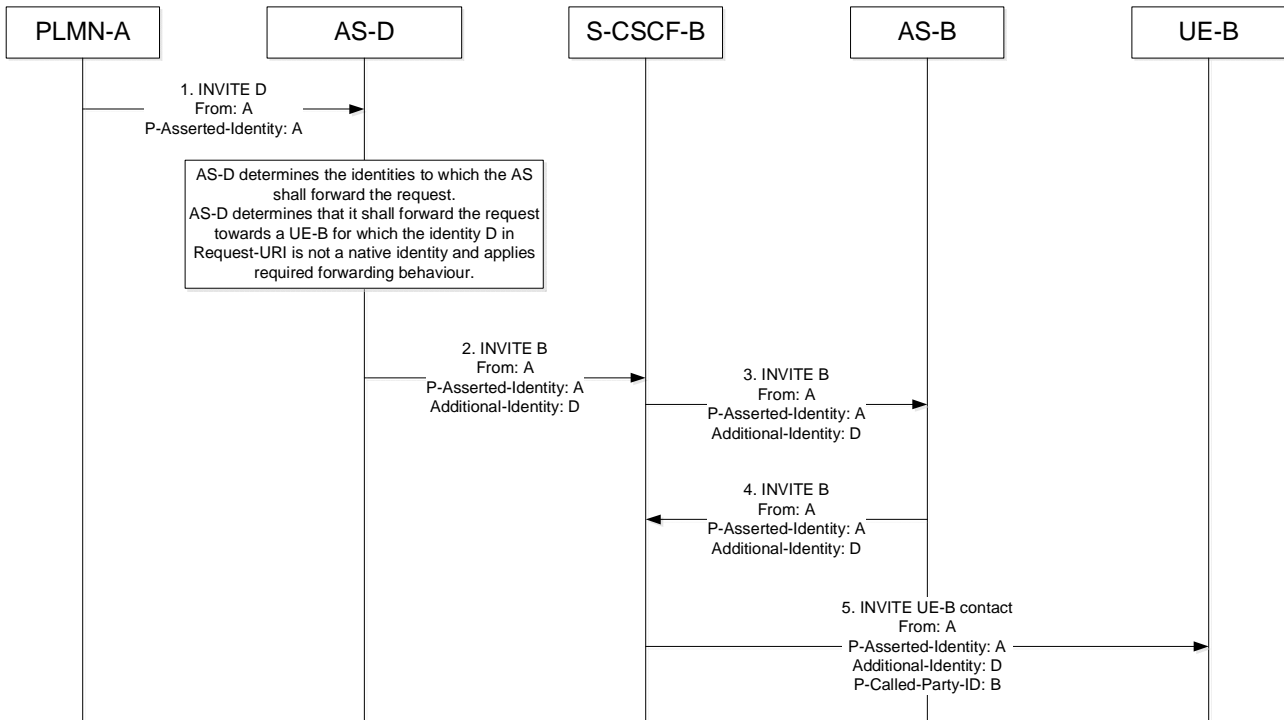 PLMN-A
AS-D
S-CSCF-B
AS-B
UE-B
1. INVITE D
From: A
P-Asserted-Identity: A
AS-D determines the identities to which the AS
shall forward the request.
AS-D determines that it shall forward the request
towards a UE-B for which the identity D in
Request-URI is not a native identity and applies
required forwarding behaviour.
2. INVITE B
From: A
P-Asserted-Identity: A
Additional-Identity: D
3. INVITE B
From: A
P-Asserted-Identity: A
Additional-Identity: D
4. INVITE B
From: A
P-Asserted-Identity: A
Additional-Identity: D
5. INVITE UE-B contact
From: A
P-Asserted-Identity: A
Additional-Identity: D
P-Called-Party-ID: B